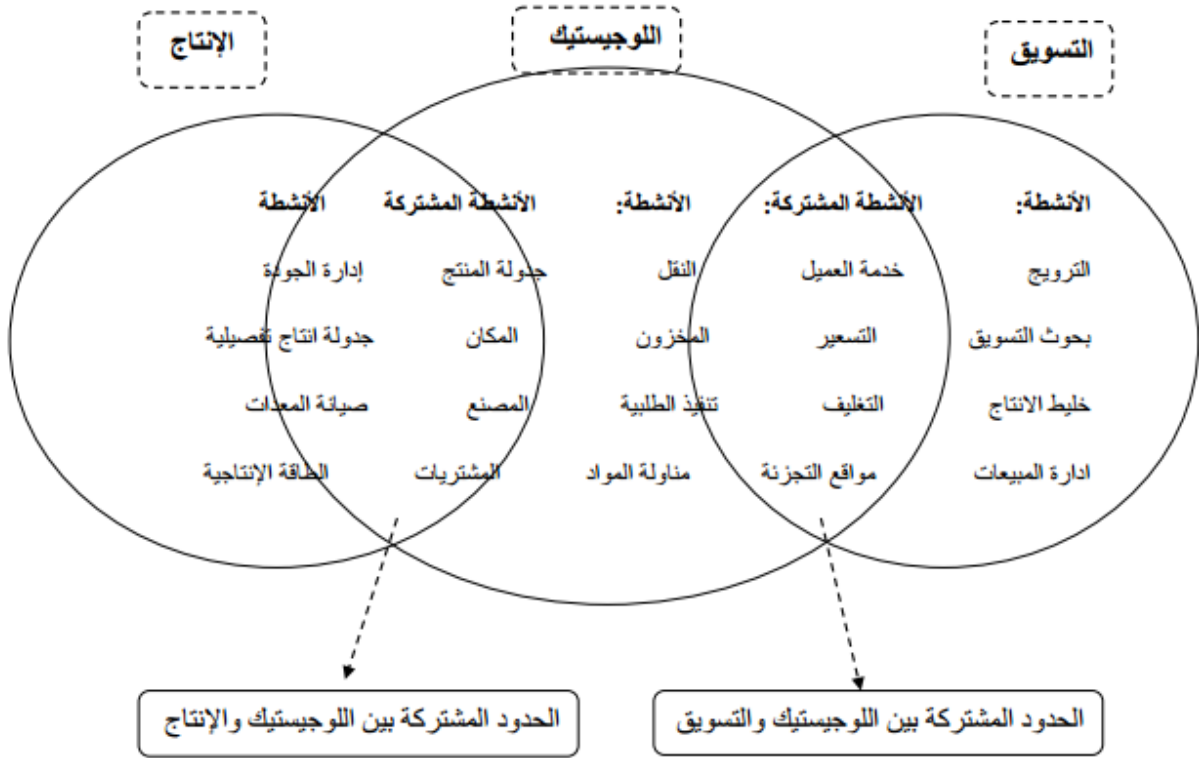 التسويق
اللوجيستيك
الإنتاج
الأنشطة:
الترويج
بحوث التسويق
خليط الانتاج
ادارة المبيعات
الأنشطة المشتركة:
خدمة العميل
التسعير
التغليف
مواقع التجزئة
الأنشطة:
النقل
المخزون
تنفيذ الطلبية
مناولة المواد
الأنشطة المشتركة
جدولة المنتج
المكان
المصنع
المشتريات
الأنشطة
إدارة الجودة
جدولة انتاج تفصيلية
صيانة المعدات
الطاقة الإنتاجية
الحدود المشتركة بين اللوجيستيك والتسويق
الحدود المشتركة بين اللوجيستيك والإنتاج